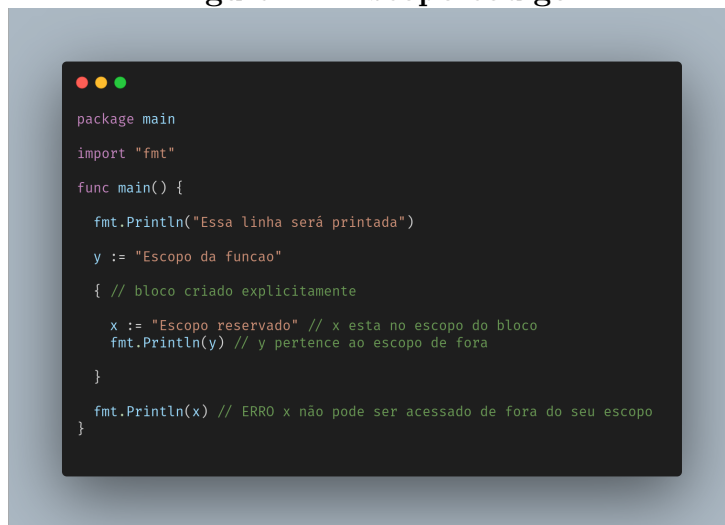 package main
import "fmt"
func main() {
fmt.Println("Essa linha será printada")
y := "Escopo da funcao"
{ // bloco criado explicitamente
x := "Escopo reservado" // x esta no escopo do bloco
fmt.Println(y) // y pertence ao escopo de fora
}
fmt.Println(x) // ERRO x não pode ser acessado de fora do seu escopo
}